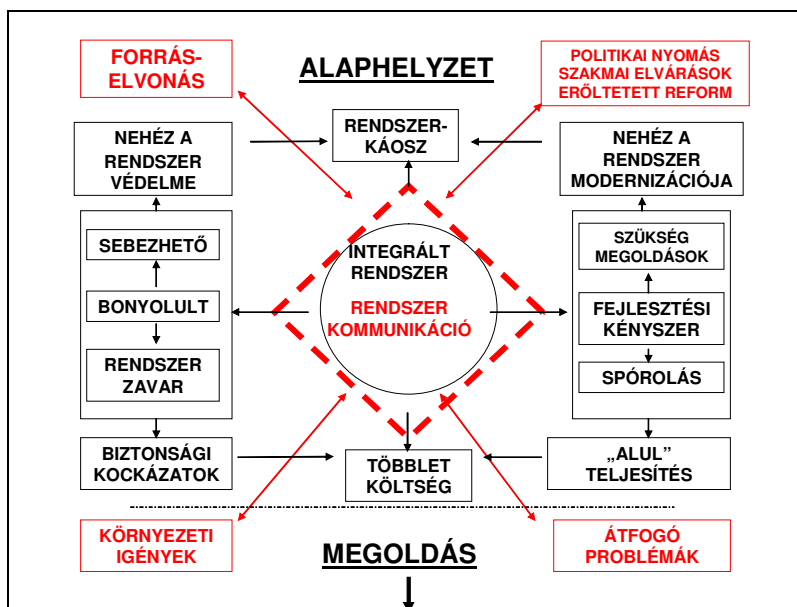 FORRÁS-
ELVONÁS
ALAPHELYZET
POLITIKAI NYOMÁS
SZAKMAI ELVÁRÁSOK
ERŐLTETETT REFORM
NEHÉZ A
RENDSZER
VÉDELME
RENDSZER-
KÁOSZ
NEHÉZ A
RENDSZER
MODERNIZÁCIÓJA
SEBEZHETŐ
BONYOLULT
RENDSZER
ZAVAR
INTEGRÁLT
RENDSZER
RENDSZER
KOMMUNIKÁCIÓ
SZÜKSÉG
MEGOLDÁSOK
FEJLESZTÉSI
KÉNYSZER
SPÓROLÁS
BIZTONSÁGI
KOCKÁZATOK
TÖBBLET
KÖLTSÉG
„ALUL”
TELJESÍTÉS
KÖRNYEZETI
IGÉNYEK
MEGOLDÁS
ÁTFOGÓ
PROBLÉMÁK